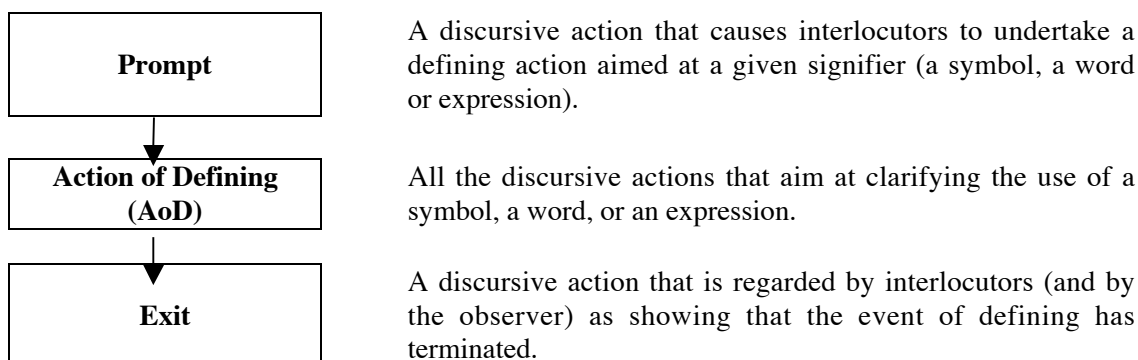 Prompt
A discursive action that causes interlocutors to undertake a
defining action aimed at a given signifier (a symbol, a word
or expression).
Action of Defining
(AoD)
All the discursive actions that aim at clarifying the use of a
symbol, a word, or an expression.
Exit
A discursive action that is regarded by interlocutors (and by
the observer) as showing that the event of defining has
terminated.